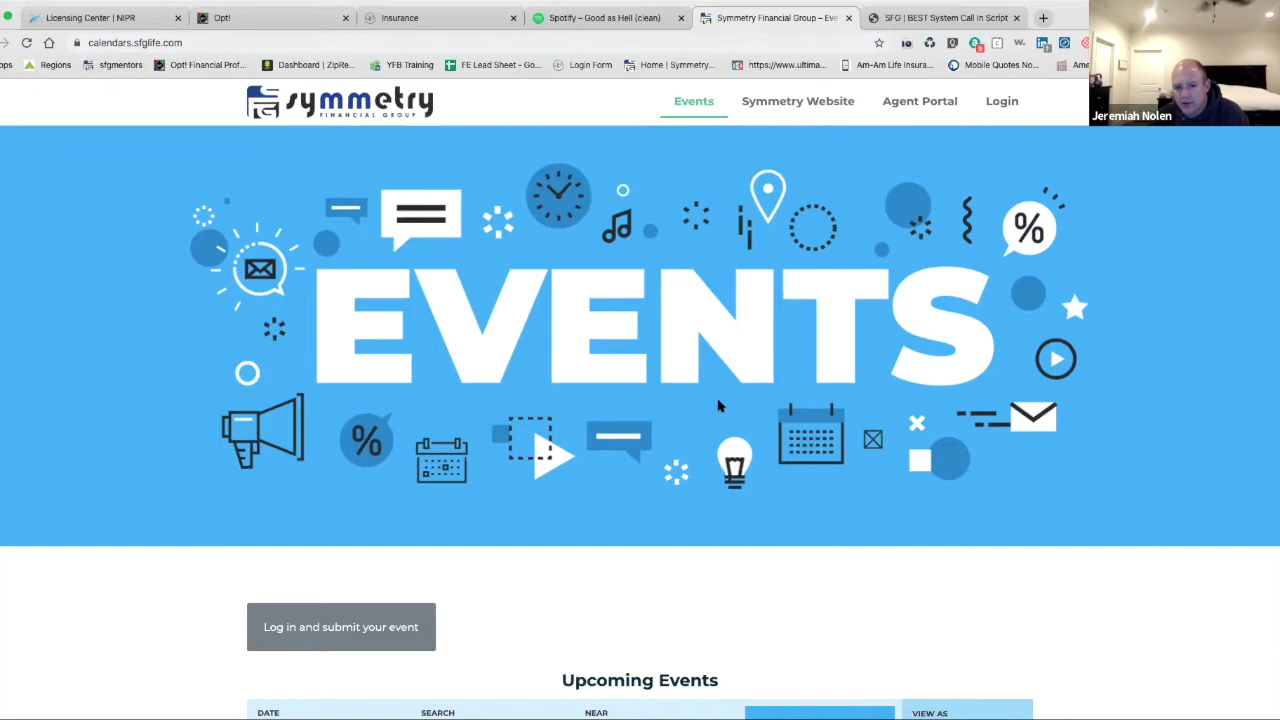 Licensing Center | NIPR
Opt!
Insurance
Spotify – Good as Hell (clean)
Symmetry Financial Group – Eve
SFG | BEST System Call In Script
calendars.sfglife.com
ops
Regions
sfgmentors
Opt! Financial Prof...
Dashboard | ZipRe...
YFB Training
FE Lead Sheet - Go...
Login Form
Home | Symmetry...
https://www.ultima...
Am-Am Life Insura...
Mobile Quotes No...
Ame
symmetry
FINANCIAL GROUP
Events
Symmetry Website
Agent Portal
Login
Jeremiah Nolen
EVENTS
Log in and submit your event
Upcoming Events
DATE
SEARCH
NEAR
VIEW AS